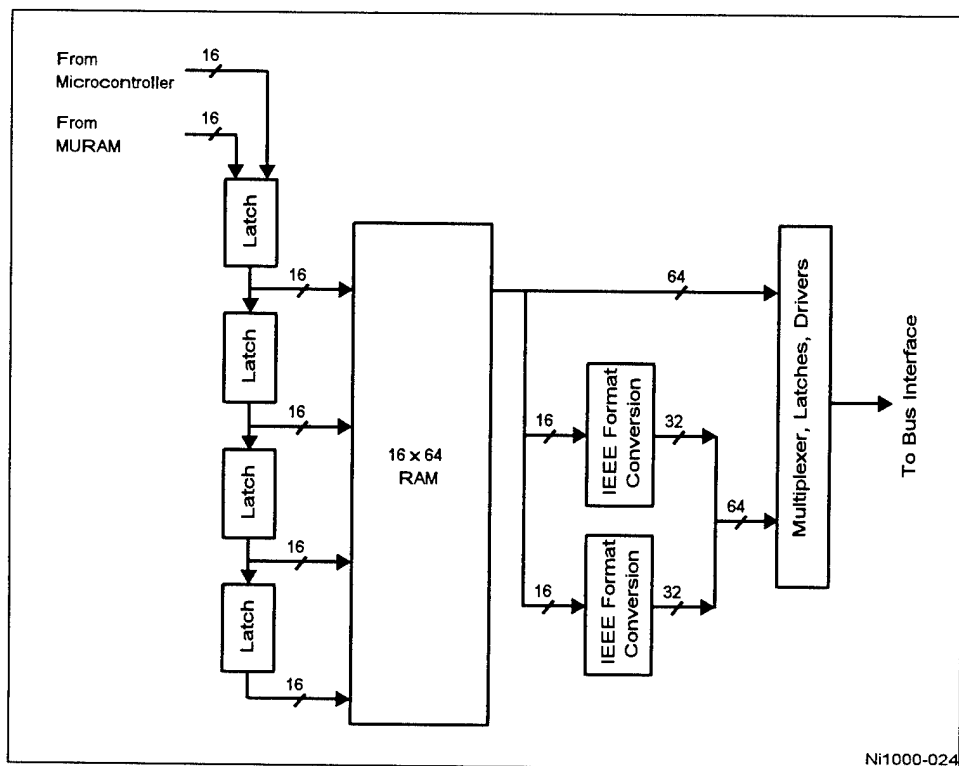 From
Microcontroller
16
From
MURAM
16
Latch
16
Latch
16
Latch
16
Latch
16
16 x 64
RAM
64
16
IEEE Format
Conversion
32
64
16
IEEE Format
Conversion
32
Multiplexer, Latches, Drivers
To Bus Interface
Ni1000-024